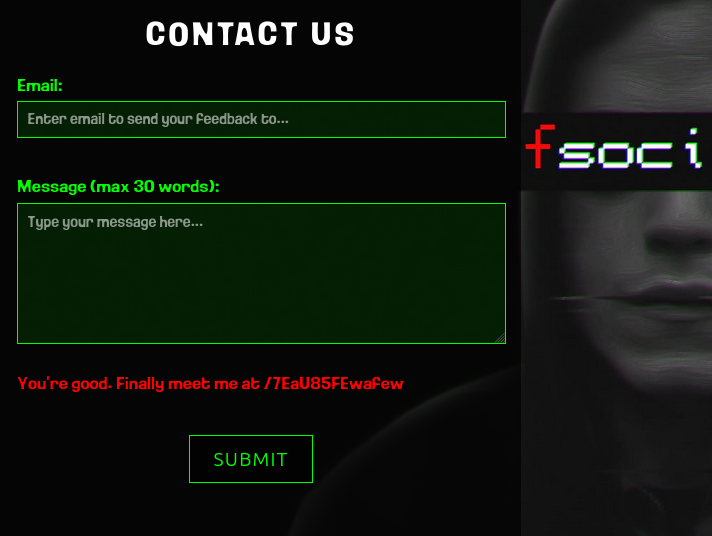 CONTACT US
Email:
Enter email to send your feedback to...
fsoci
Message (max 30 words):
Type your message here...
You're good. Finally meet me at /7EaU85FEwafew
SUBMIT